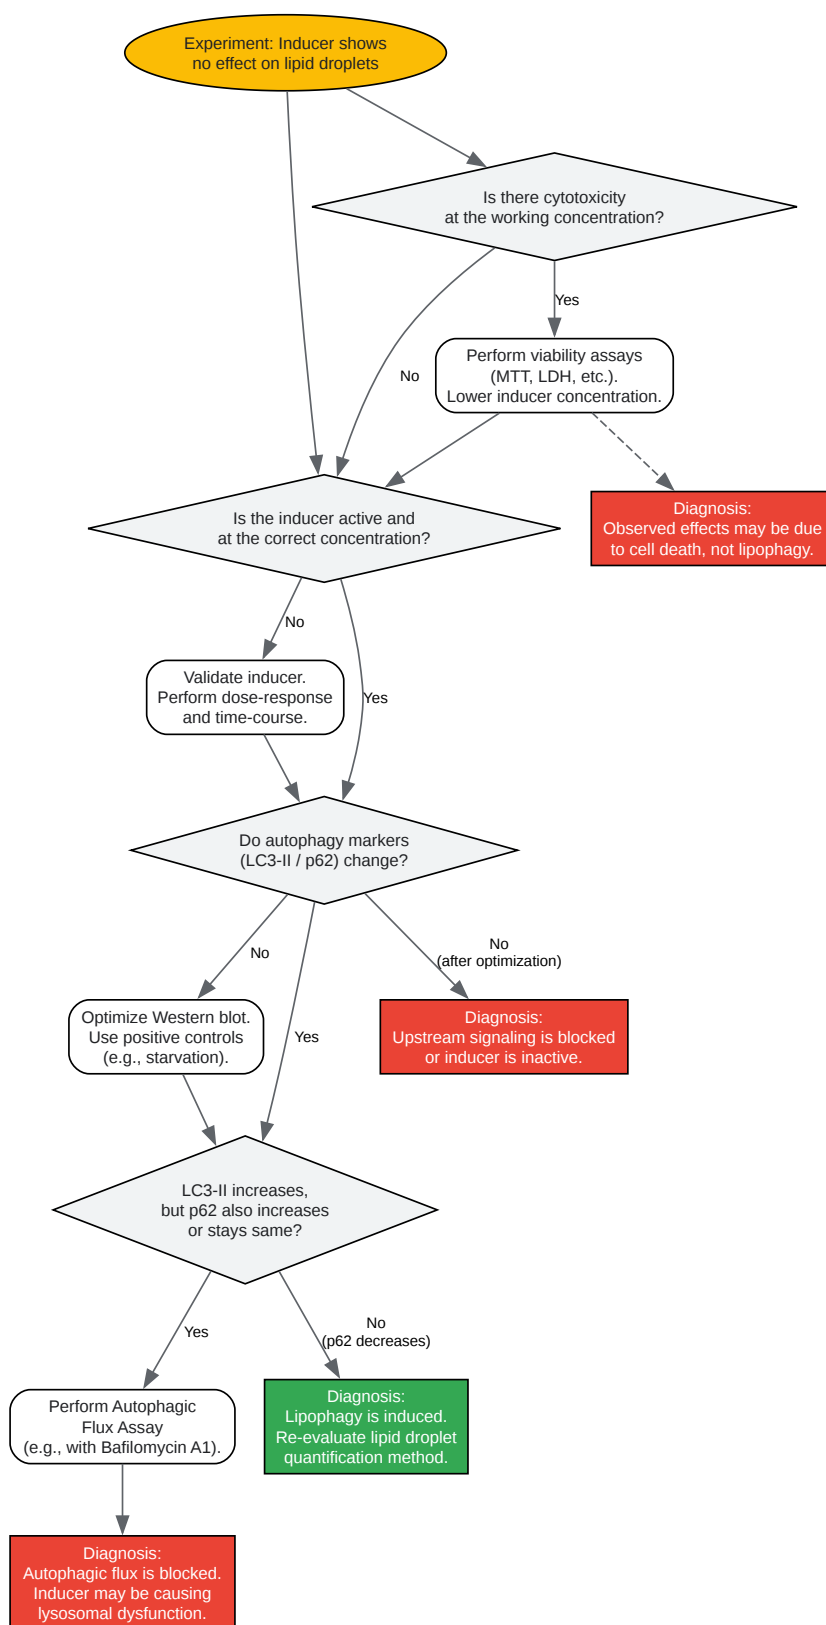 Experiment: Inducer shows
no effect on lipid droplets
Is there cytotoxicity
at the working concentration?
Yes
No
Perform viability assays
(MTT, LDH, etc.).
Lower inducer concentration.
Diagnosis:
Observed effects may be due
to cell death, not lipophagy.
Is the inducer active and
at the correct concentration?
No
Yes
Validate inducer.
Perform dose-response
and time-course.
Do autophagy markers
(LC3-II / p62) change?
No
Yes
No
(after optimization)
Optimize Western blot.
Use positive controls
(e.g., starvation).
Diagnosis:
Upstream signaling is blocked
or inducer is inactive.
LC3-II increases,
but p62 also increases
or stays same?
Yes
No
(p62 decreases)
Perform Autophagic
Flux Assay
(e.g., with Bafilomycin A1).
Diagnosis:
Lipophagy is induced.
Re-evaluate lipid droplet
quantification method.
Diagnosis:
Autophagic flux is blocked.
Inducer may be causing
lysosomal dysfunction.